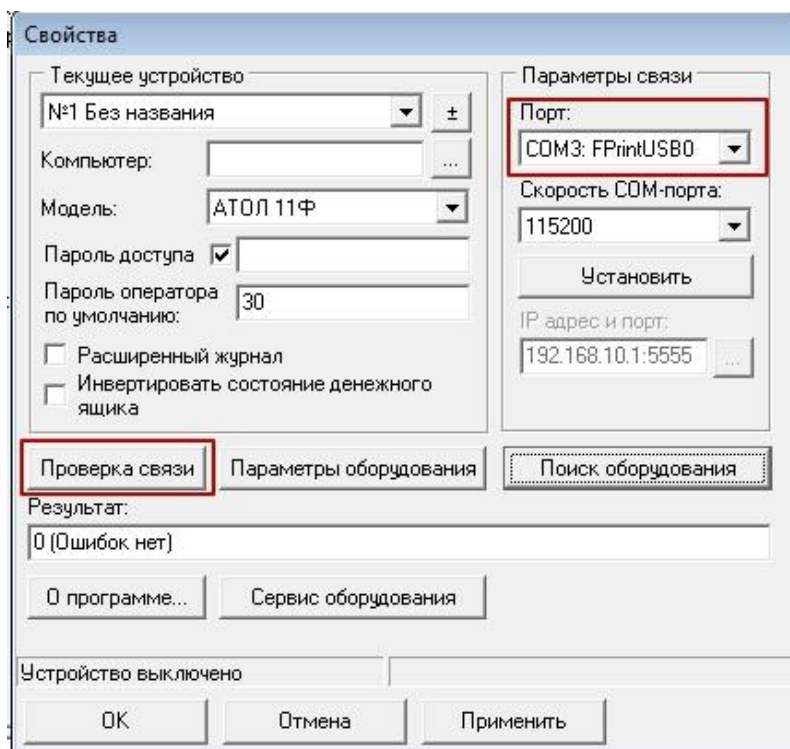 Свойства
Текущее устройство
№1 Без названия
±
Компьютер:
...
Модель:
АТОЛ 11Ф
Пароль доступа
Пароль оператора
по умолчанию:
30
Расширенный журнал
Инвертировать состояние денежного
ящика
Параметры связи
Порт:
COM3: FPrintUSB0
Скорость COM-порта:
115200
Установить
IP адрес и порт:
192.168.10.1:5555
...
Проверка связи
Параметры оборудования
Поиск оборудования
Результат:
0 (Ошибок нет)
О программе...
Сервис оборудования
Устройство выключено
ОК
Отмена
Применить